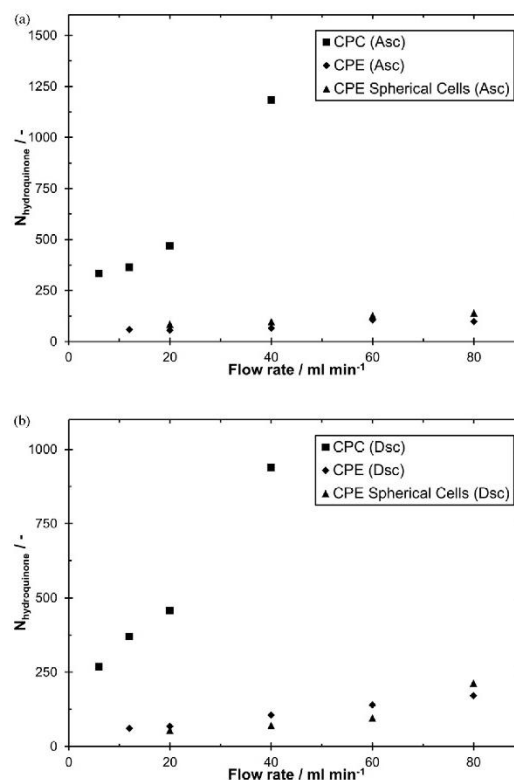 (a)
1500
1250
1000
750
500
250
0
N hydroquinone / -
CPC (Asc)
CPE (Asc)
CPE Spherical Cells (Asc)
0 20 40 60 80
Flow rate / ml min-1
(b)
1000
750
500
250
0
N hydroquinone / -
CPC (Dsc)
CPE (Dsc)
CPE Spherical Cells (Dsc)
0 20 40 60 80
Flow rate / ml min-1